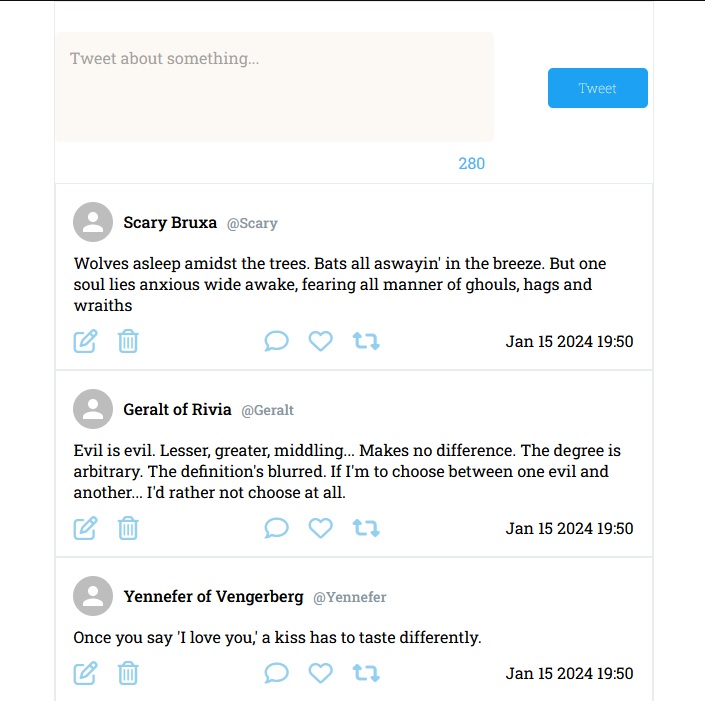 Tweet about something...
Tweet
280
Scary Bruxa @Scary
Wolves asleep amidst the trees. Bats all aswayin' in the breeze. But one
soul lies anxious wide awake, fearing all manner of ghouls, hags and
wraiths
Jan 15 2024 19:50
Geralt of Rivia @Geralt
Evil is evil. Lesser, greater, middling... Makes no difference. The degree is
arbitrary. The definition's blurred. If I'm to choose between one evil and
another... I'd rather not choose at all.
Jan 15 2024 19:50
Yennefer of Vengerberg @Yennefer
Once you say 'I love you,' a kiss has to taste differently.
Jan 15 2024 19:50